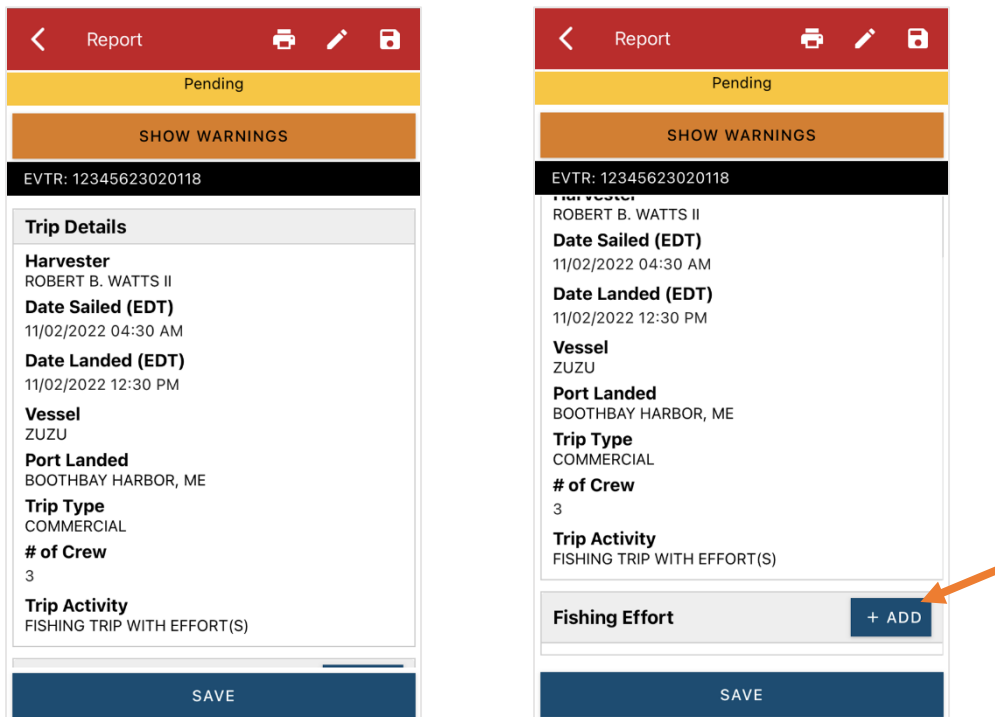 Report
Pending
SHOW WARNINGS
EVTR: 12345623020118
Trip Details
Harvester
ROBERT B. WATTS II
Date Sailed (EDT)
11/02/2022 04:30 AM
Date Landed (EDT)
11/02/2022 12:30 PM
Vessel
ZUZU
Port Landed
BOOTHBAY HARBOR, ME
Trip Type
COMMERCIAL
# of Crew
3
Trip Activity
FISHING TRIP WITH EFFORT(S)
SAVE
Report
Pending
SHOW WARNINGS
EVTR: 12345623020118
Harvester
ROBERT B. WATTS II
Date Sailed (EDT)
11/02/2022 04:30 AM
Date Landed (EDT)
11/02/2022 12:30 PM
Vessel
ZUZU
Port Landed
BOOTHBAY HARBOR, ME
Trip Type
COMMERCIAL
# of Crew
3
Trip Activity
FISHING TRIP WITH EFFORT(S)
Fishing Effort + ADD
SAVE